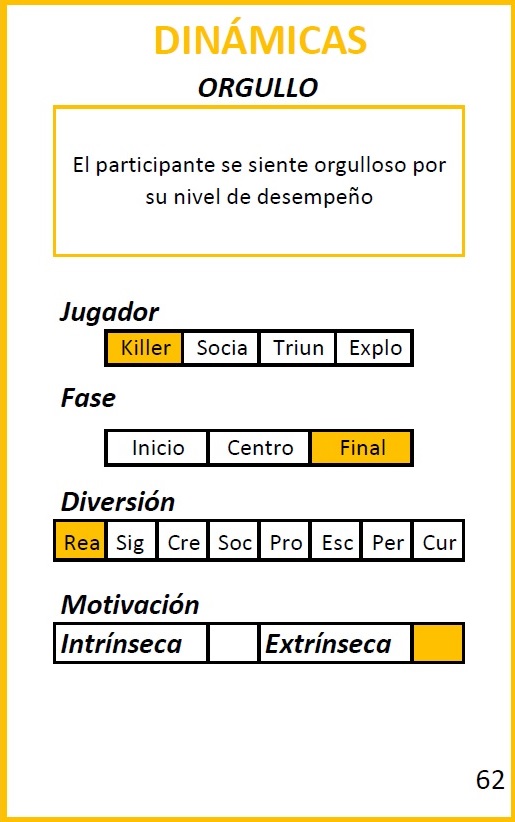 DINÁMICAS
ORGULLO
El participante se siente orgulloso por
su nivel de desempeño
Jugador
Killer Socia Triun Explo
Fase
Inicio Centro Final
Diversión
Rea Sig Cre Soc Pro Esc Per Cur
Motivación
Intrínseca Extrínseca
62